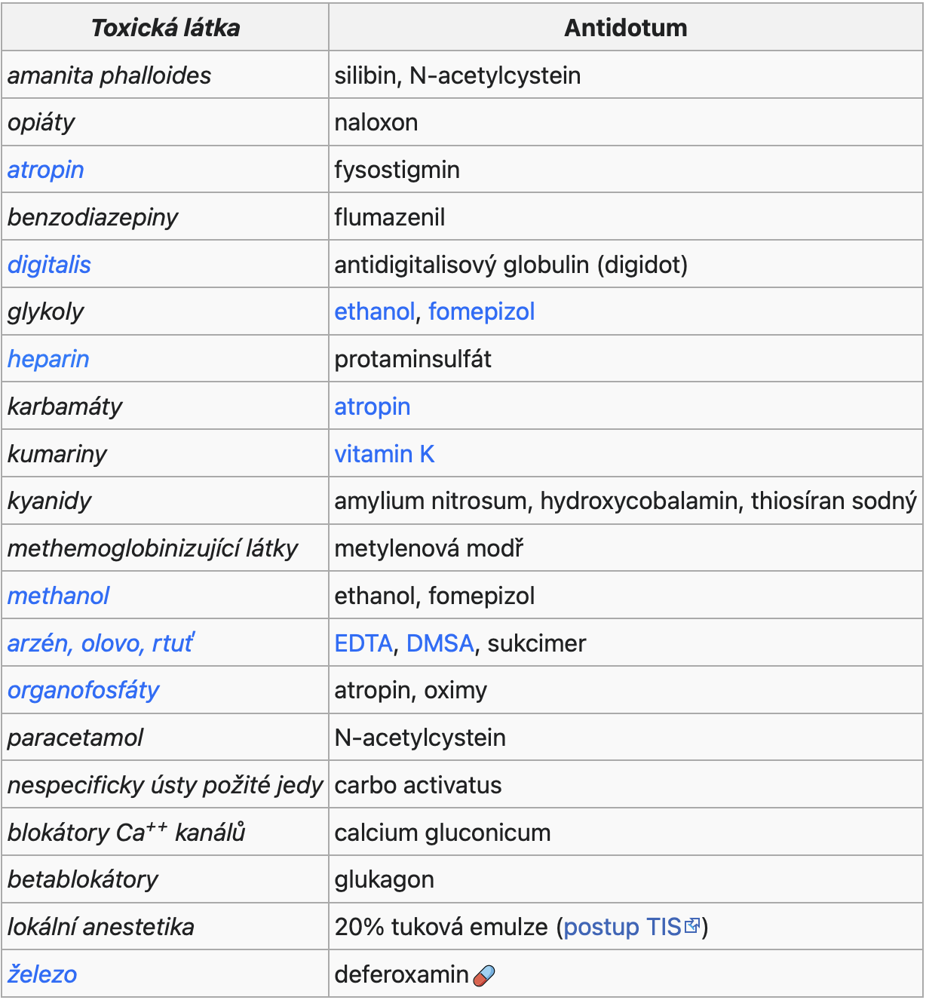 Toxická látka Antidotum
amanita phalloides silibin, N-acetylcystein
opiáty naloxon
atropin fysostigmin
benzodiazepiny flumazenil
digitalis antidigitalisový globulin (digidot)
glykoly ethanol, fomepizol
heparin protaminsulfát
karbamáty atropin
kumariny vitamin K
kyanidy amylium nitrosum, hydroxycobalamin, thiosíran sodný
methemoglobinizující látky metylenová modř
methanol ethanol, fomepizol
arzén, olovo, rtuť EDTA, DMSA, sukcimer
organofosfáty atropin, oximy
paracetamol N-acetylcystein
nespecificky ústy požité jedy carbo activatus
blokátory Ca⁺⁺ kanálů calcium gluconicum
betablokátory glukagon
lokální anestetika 20% tuková emulze (postup TIS)
železo deferoxamin